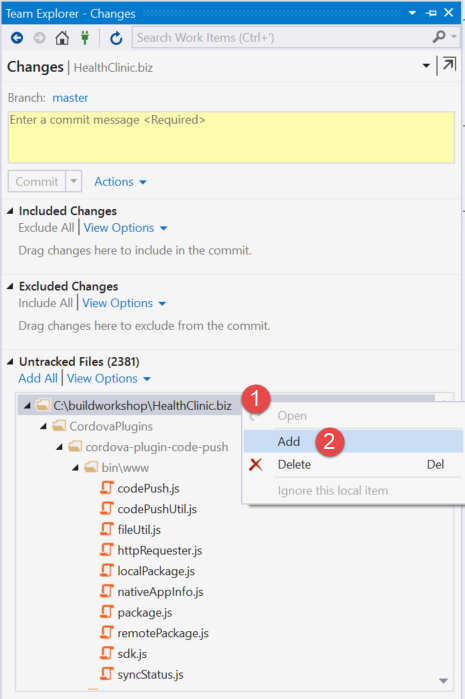 Team Explorer - Changes
Search Work Items (Ctrl+')
Changes | HealthClinic.biz
Branch: master
Enter a commit message <Required>
Commit Actions
Included Changes
Exclude All | View Options
Drag changes here to include in the commit.
Excluded Changes
Include All | View Options
Drag changes here to exclude from the commit.
Untracked Files (2381)
Add All | View Options
C:\buildworkshop\HealthClinic.biz 1
Open
CordovaPlugins
Add 2
cordova-plugin-code-push
Delete Del
bin\www
Ignore this local item
codePush.js
codePushUtil.js
fileUtil.js
httpRequester.js
localPackage.js
nativeAppInfo.js
package.js
remotePackage.js
sdk.js
syncStatus.js